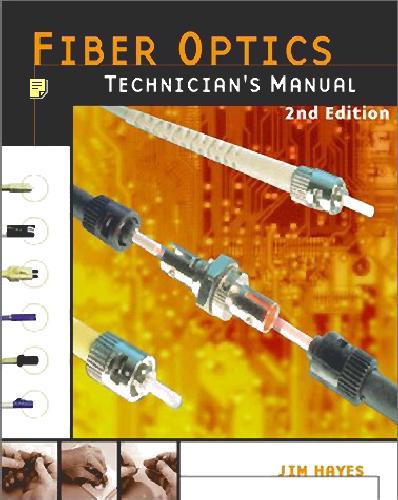 FIBER OPTICS
TECHNICIAN'S MANUAL
2nd Edition
JIM HAYES